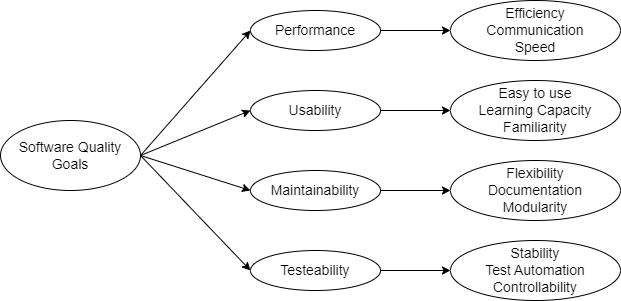 Software Quality
Goals
Performance
Efficiency
Communication
Speed
Usability
Easy to use
Learning Capacity
Familiarity
Maintainability
Flexibility
Documentation
Modularity
Testeability
Stability
Test Automation
Controllability